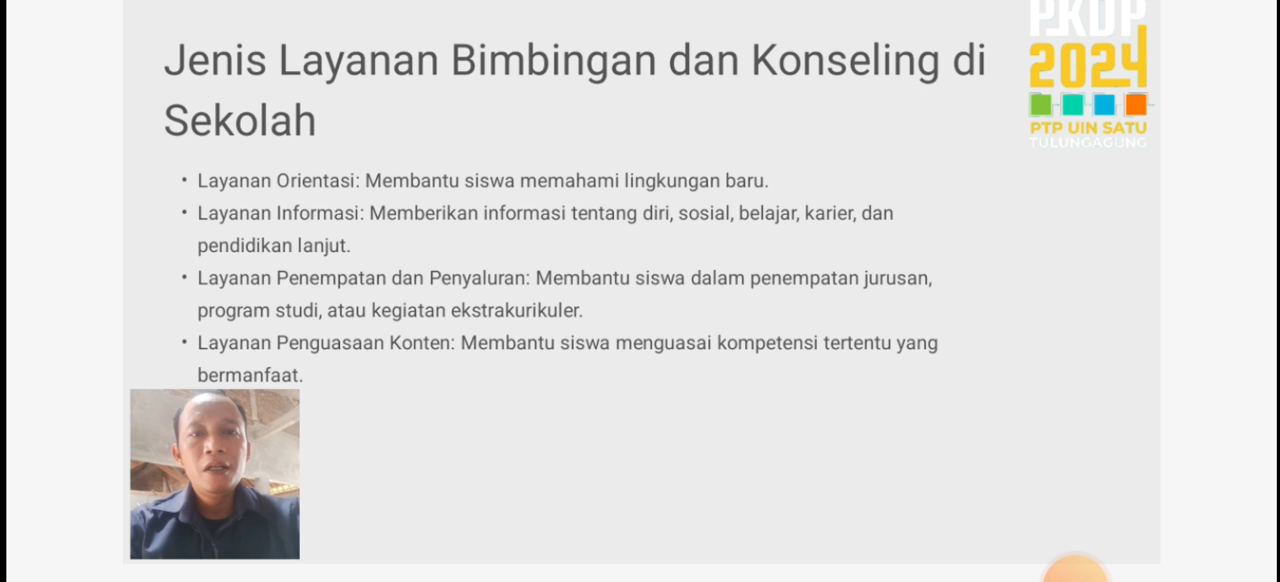 Jenis Layanan Bimbingan dan Konseling di
Sekolah
PKDP
2024
PTP UIN SATU
TULUNGAGUNG
• Layanan Orientasi: Membantu siswa memahami lingkungan baru.
• Layanan Informasi: Memberikan informasi tentang diri, sosial, belajar, karier, dan
pendidikan lanjut.
• Layanan Penempatan dan Penyaluran: Membantu siswa dalam penempatan jurusan,
program studi, atau kegiatan ekstrakurikuler.
• Layanan Penguasaan Konten: Membantu siswa menguasai kompetensi tertentu yang
bermanfaat.